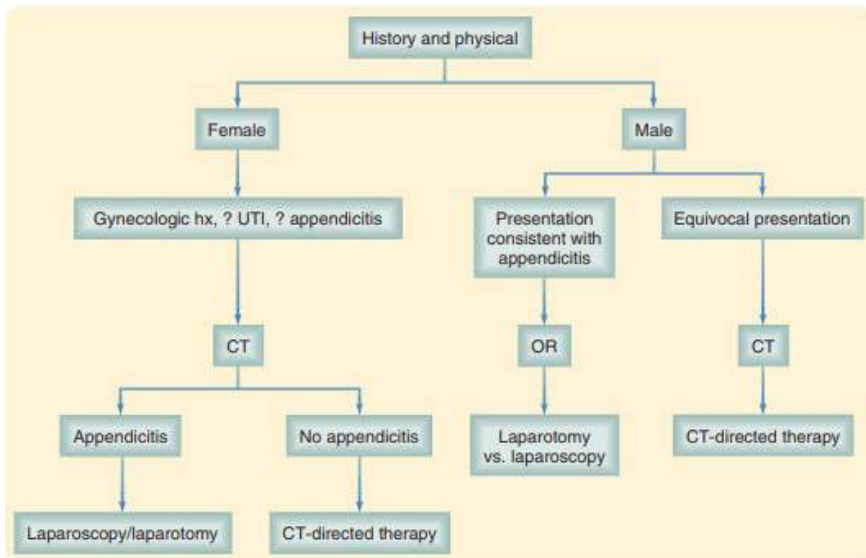 History and physical
Female
Male
Gynecologic hx, ? UTI, ? appendicitis
Presentation
consistent with
appendicitis
Equivocal presentation
CT
OR
CT
Appendicitis
No appendicitis
Laparotomy
vs. laparoscopy
CT-directed therapy
Laparoscopy/laparotomy
CT-directed therapy